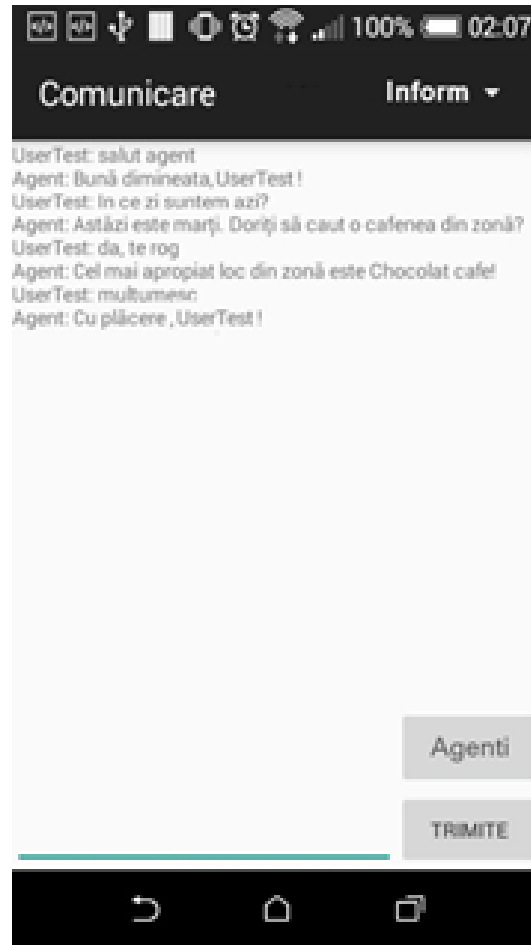 100% 02:07
Comunicare Inform
UserTest: salut agent
Agent: Bună dimineata, UserTest !
UserTest: In ce zi suntem azi?
Agent: Astăzi este marţi. Doriţi să caut o cafenea din zonă?
UserTest: da, te rog
Agent: Cel mai apropiat loc din zonă este Chocolat cafe!
UserTest: multumesc
Agent: Cu plăcere , UserTest !
Agenti
TRIMITE